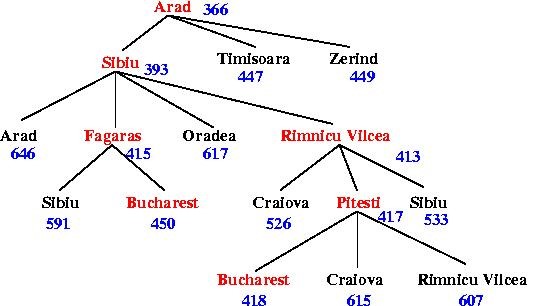 Arad 366
Sibiu 393 Timisoara Zerind
447 449
Arad Fagaras Oradea Rimnicu Vilcea
646 415 617 413
Sibiu Bucharest Craiova Pitesti Sibiu
591 450 526 417 533
Bucharest Craiova Rimnicu Vilcea
418 615 607